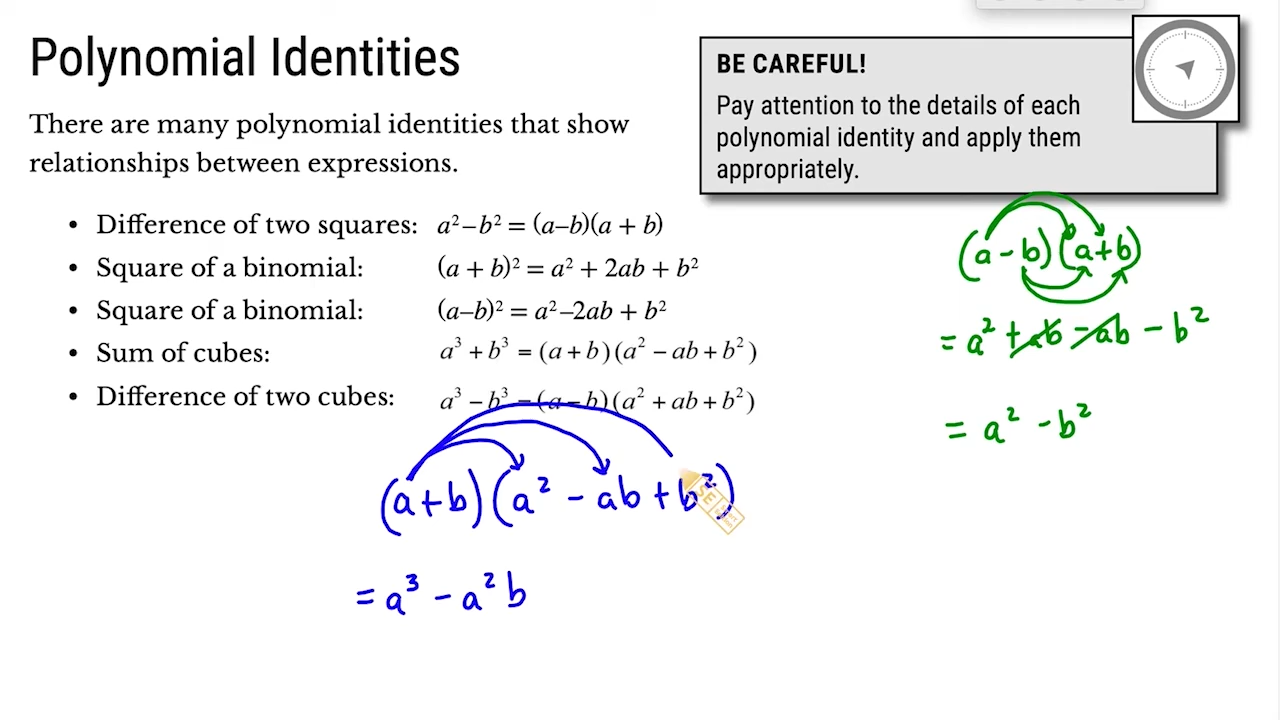 Polynomial Identities
There are many polynomial identities that show
relationships between expressions.
• Difference of two squares: a²–b² = (a–b)(a + b)
• Square of a binomial: (a + b)² = a² + 2ab + b²
• Square of a binomial: (a–b)² = a²–2ab + b²
• Sum of cubes: a³ + b³ = (a + b)(a² − ab + b²)
• Difference of two cubes: a³ − b³ = (a − b)(a² + ab + b²)
BE CAREFUL!
Pay attention to the details of each
polynomial identity and apply them
appropriately.
(a − b)(a + b)
= a² + ab − ab − b²
= a² − b²
(a + b)(a² − ab + b²)
= a³ − a²b